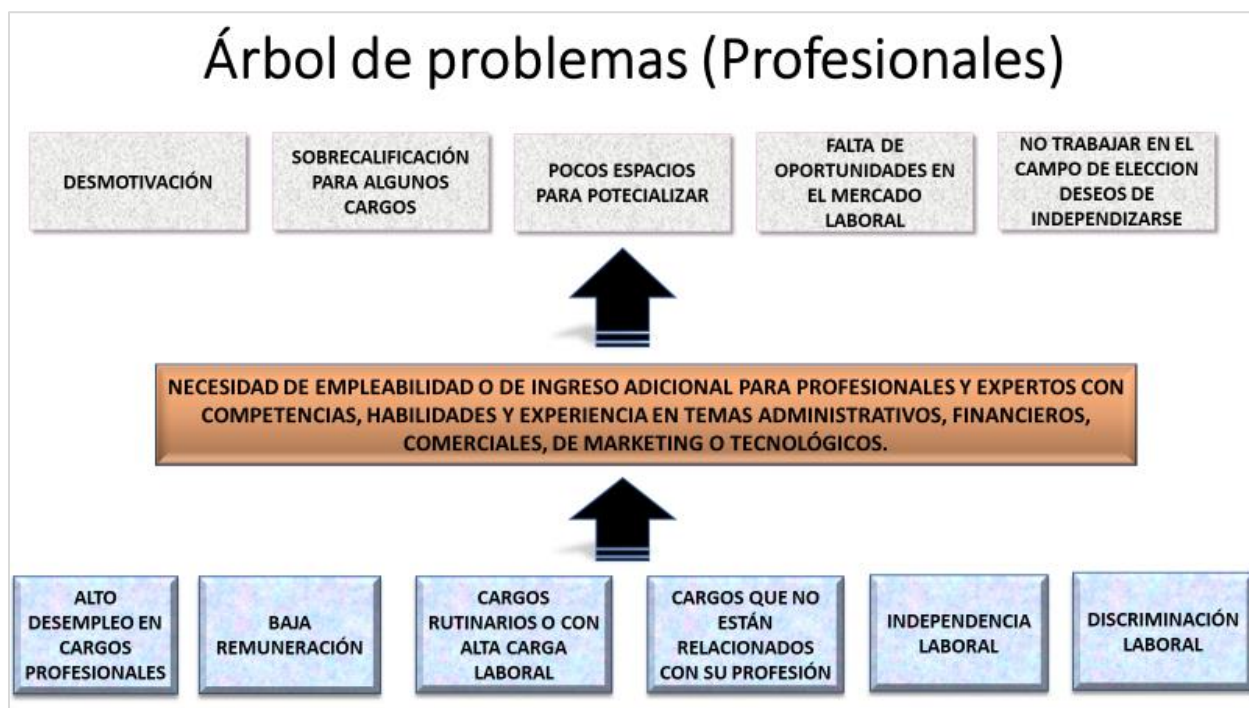 Árbol de problemas (Profesionales)
DESMOTIVACIÓN
SOBRECALIFICACIÓN
PARA ALGUNOS
CARGOS
POCOS ESPACIOS
PARA POTECIALIZAR
FALTA DE
OPORTUNIDADES EN
EL MERCADO
LABORAL
NO TRABAJAR EN EL
CAMPO DE ELECCION
DESEOS DE
INDEPENDIZARSE
NECESIDAD DE EMPLEABILIDAD O DE INGRESO ADICIONAL PARA PROFESIONALES Y EXPERTOS CON
COMPETENCIAS, HABILIDADES Y EXPERIENCIA EN TEMAS ADMINISTRATIVOS, FINANCIEROS,
COMERCIALES, DE MARKETING O TECNOLÓGICOS.
ALTO
DESEMPLEO EN
CARGOS
PROFESIONALES
BAJA
REMUNERACIÓN
CARGOS
RUTINARIOS O CON
ALTA CARGA
LABORAL
CARGOS QUE NO
ESTÁN
RELACIONADOS
CON SU PROFESIÓN
INDEPENDENCIA
LABORAL
DISCRIMINACIÓN
LABORAL